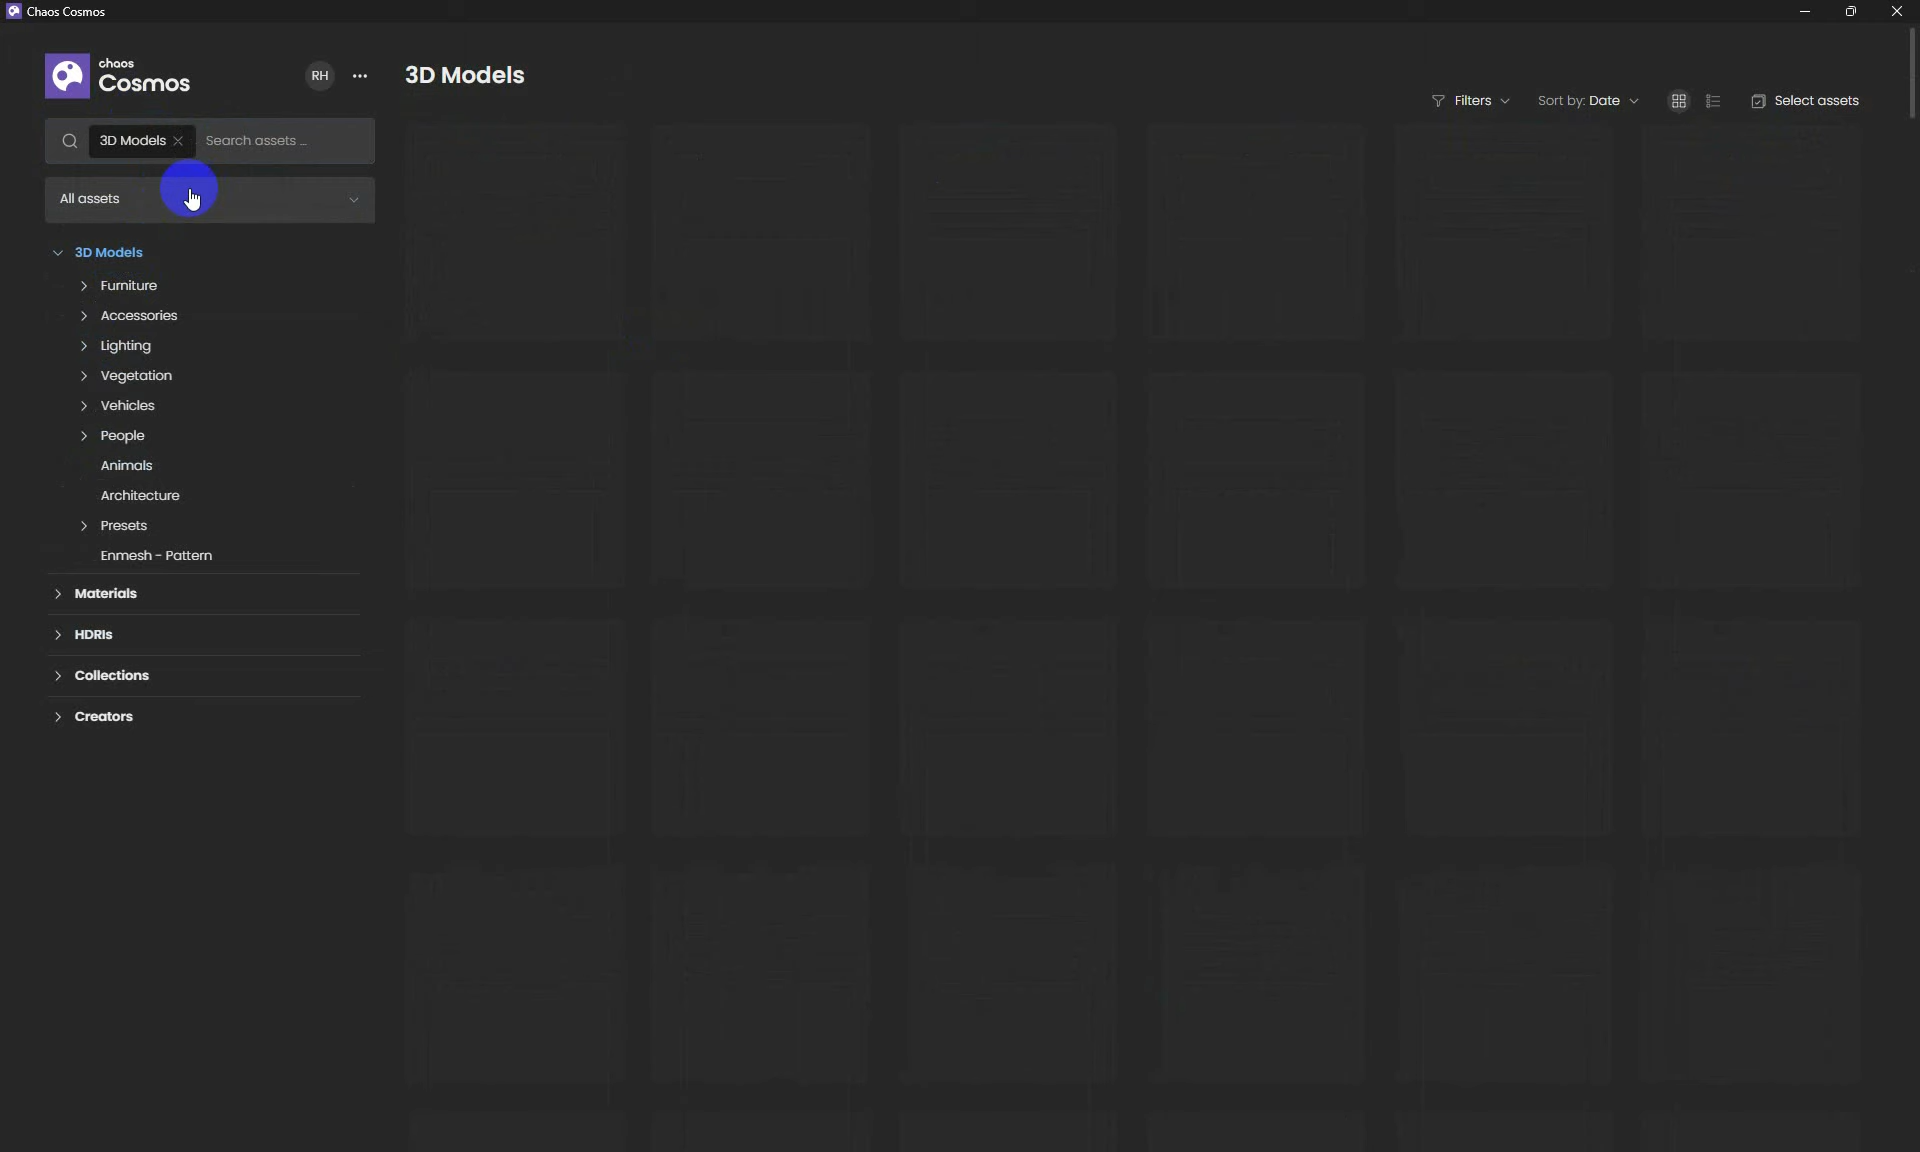 Chaos Cosmos
chaos
Cosmos
RH
3D Models
Filters
Sort by: Date
Select assets
3D Models
Search assets ...
All assets
3D Models
Furniture
Accessories
Lighting
Vegetation
Vehicles
People
Animals
Architecture
Presets
Enmesh - Pattern
Materials
HDRIs
Collections
Creators